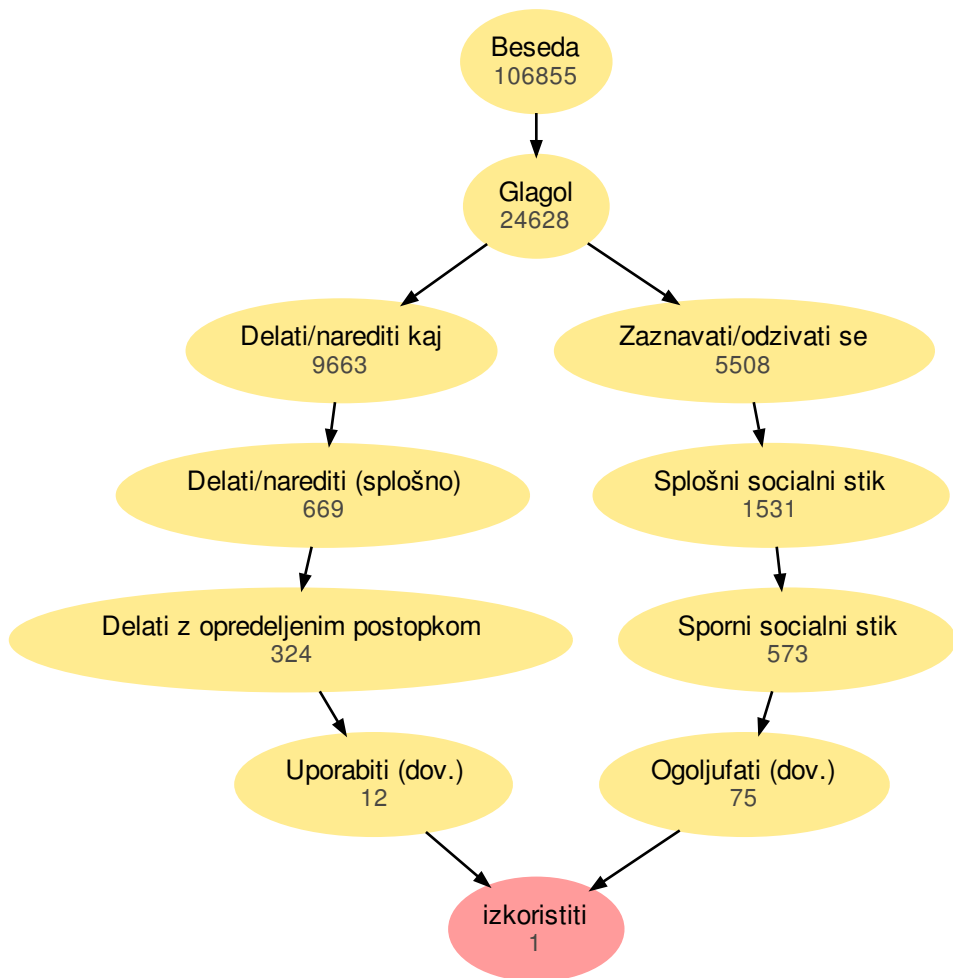 Beseda
106855
Glagol
24628
Delati/narediti kaj
9663
Zaznavati/odzivati se
5508
Delati/narediti (splošno)
669
Splošni socialni stik
1531
Delati z opredeljenim postopkom
324
Sporni socialni stik
573
Uporabiti (dov.)
12
Ogoljufati (dov.)
75
izkoristiti
1